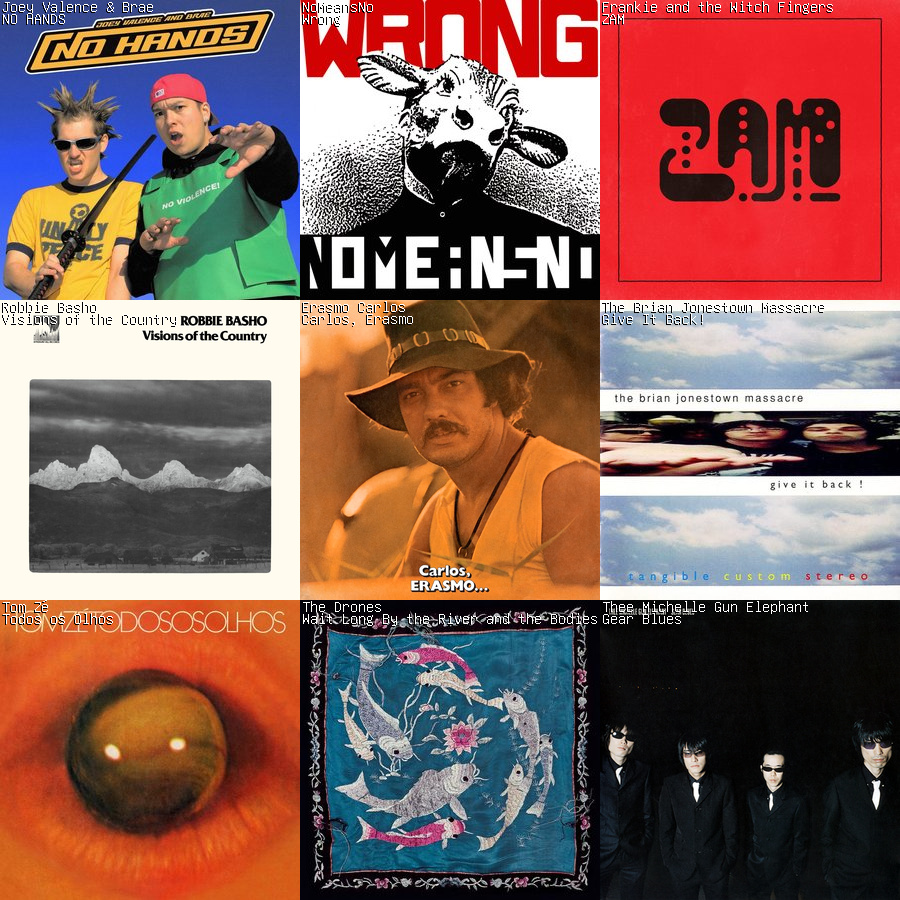 Joey Valence & Brae
NO HANDS
JOEY VALENCE AND BRAE
NO HANDS
NO VIOLENCE!
NoMeansNo
Wrong
WRONG
NOMEANSNO
Frankie and the Witch Fingers
ZAM
ZAM
Robbie Basho
Visions of the Country
ROBBIE BASHO
Visions of the Country
Erasmo Carlos
Carlos, Erasmo
Carlos,
ERASMO...
The Brian Jonestown Massacre
Give It Back!
the brian jonestown massacre
give it back !
tangible custom stereo
Tom Zé
Todos os Olhos
TOMZÉTODOSOSOLHOS
The Drones
Wait Long By the River and the Bodies
Thee Michelle Gun Elephant
Gear Blues